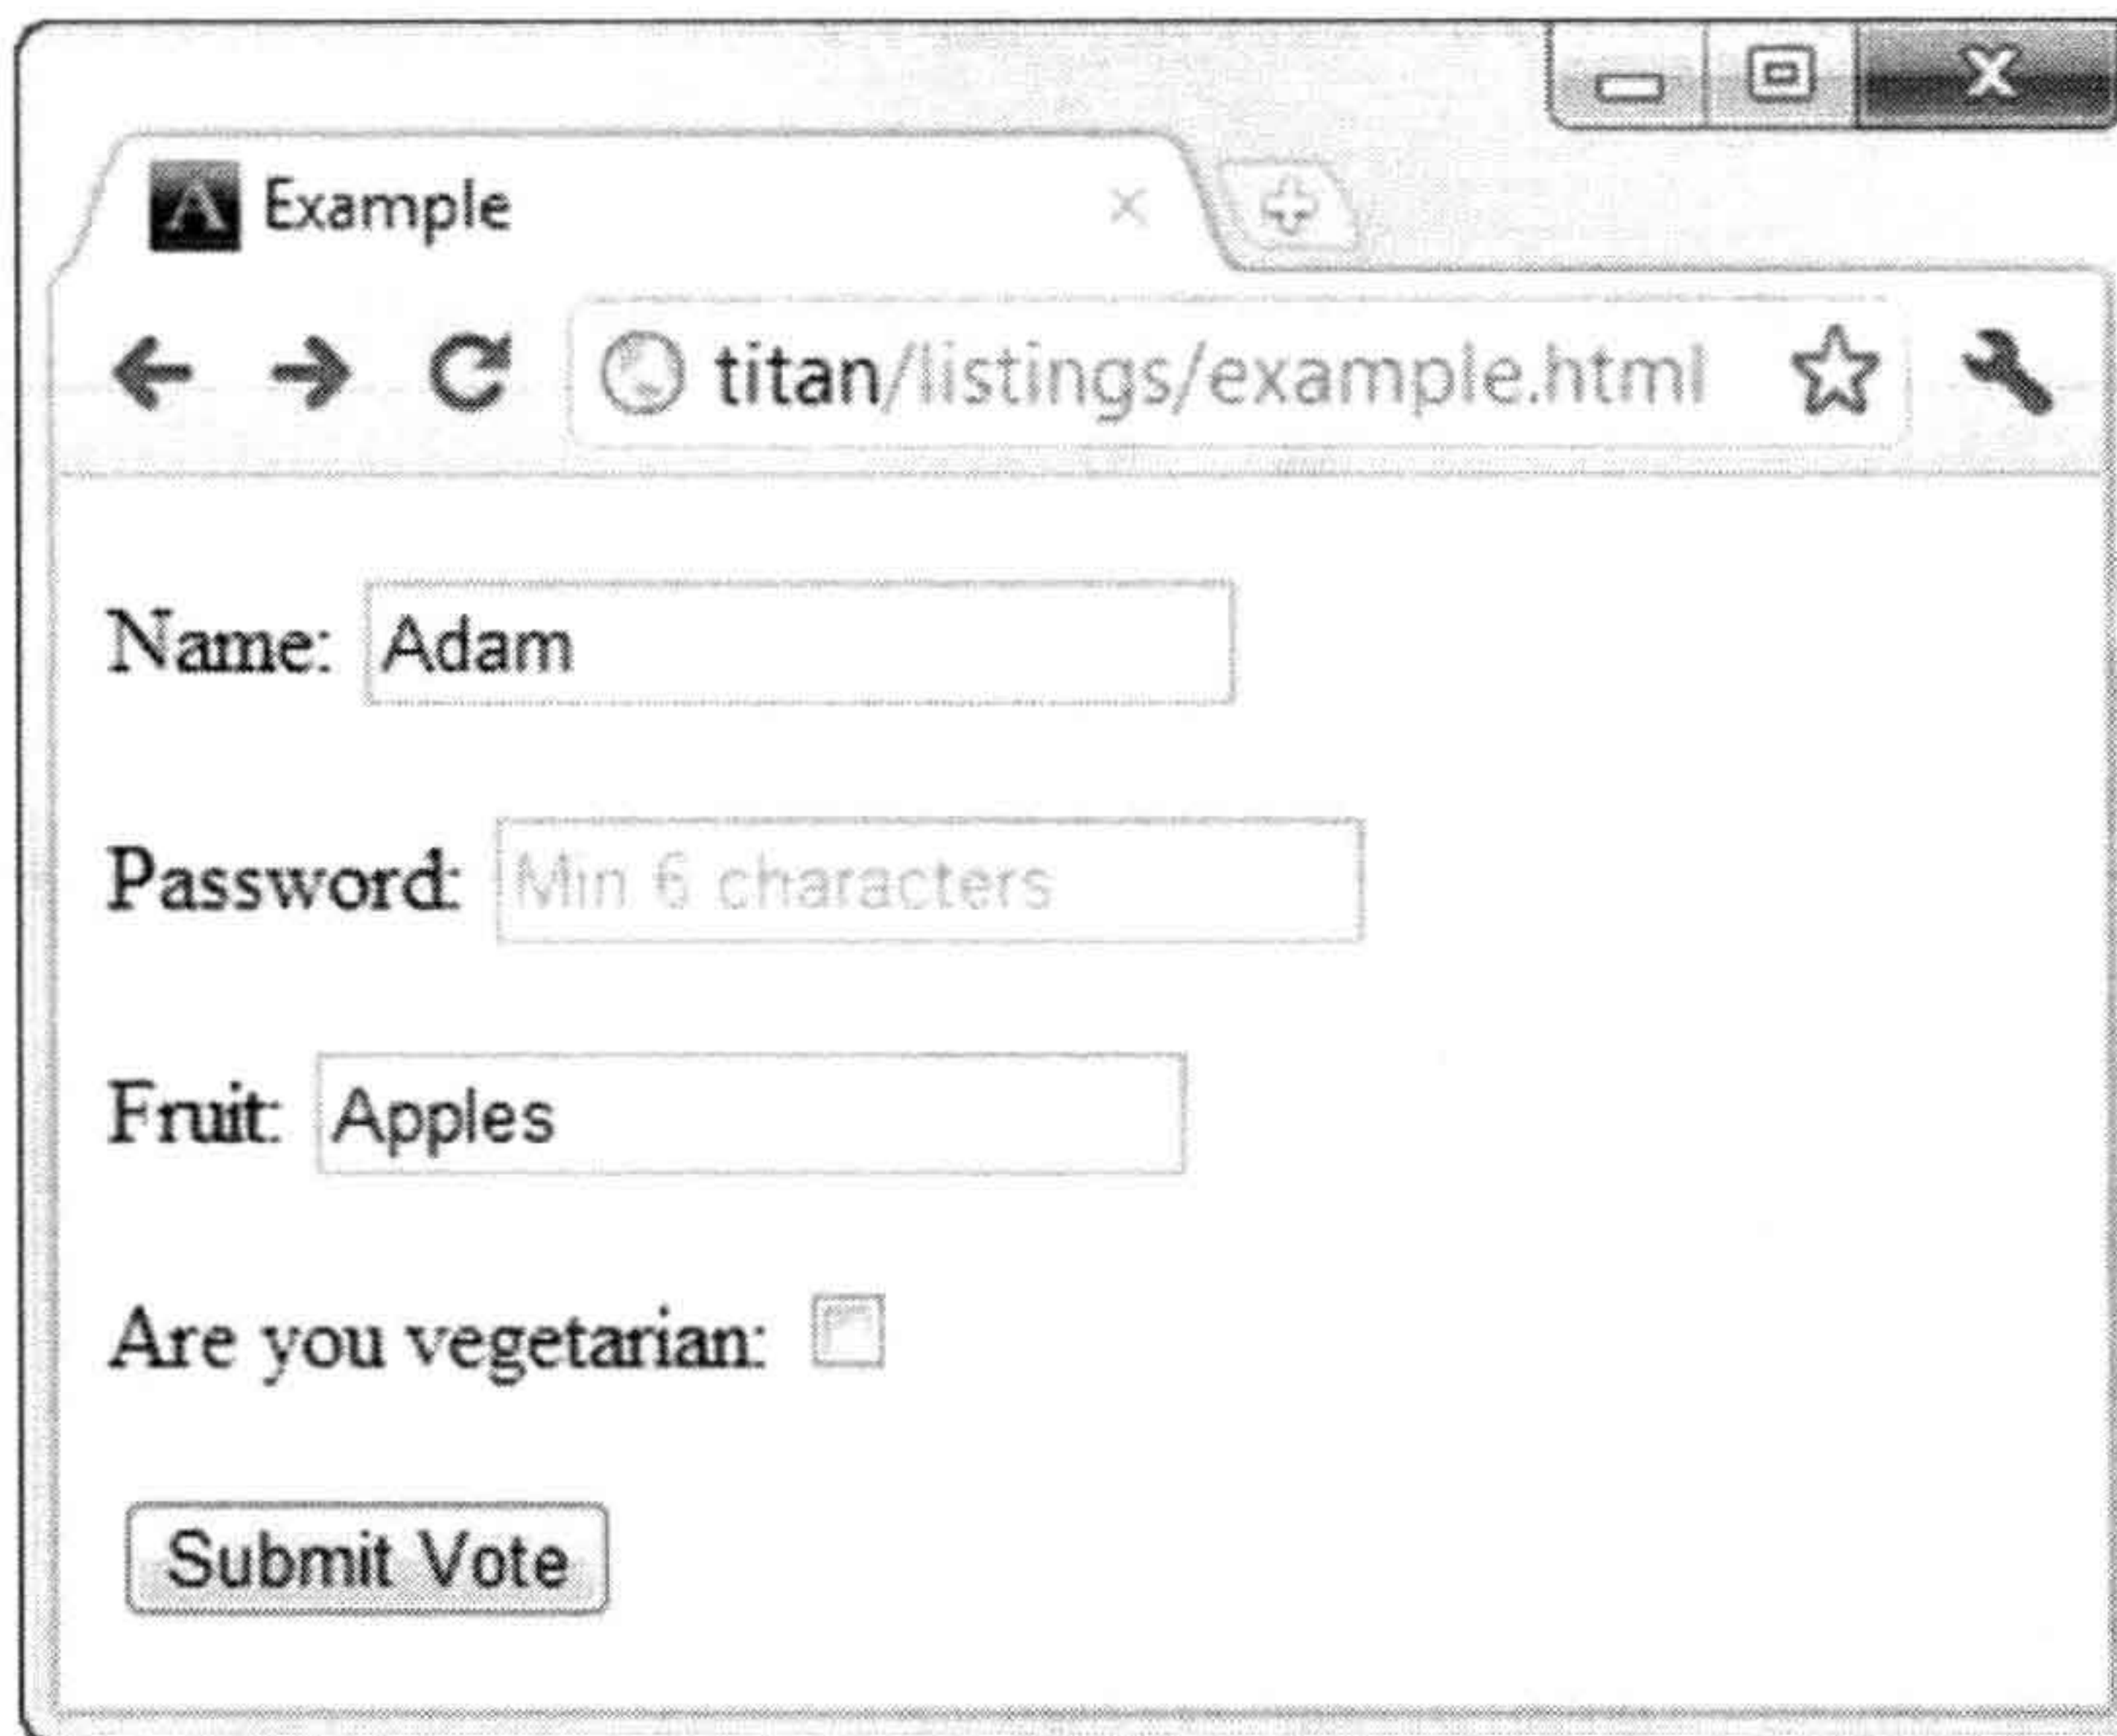 A Example
titan/listings/example.html
Name: Adam
Password: Min 6 characters
Fruit: Apples
Are you vegetarian:
Submit Vote